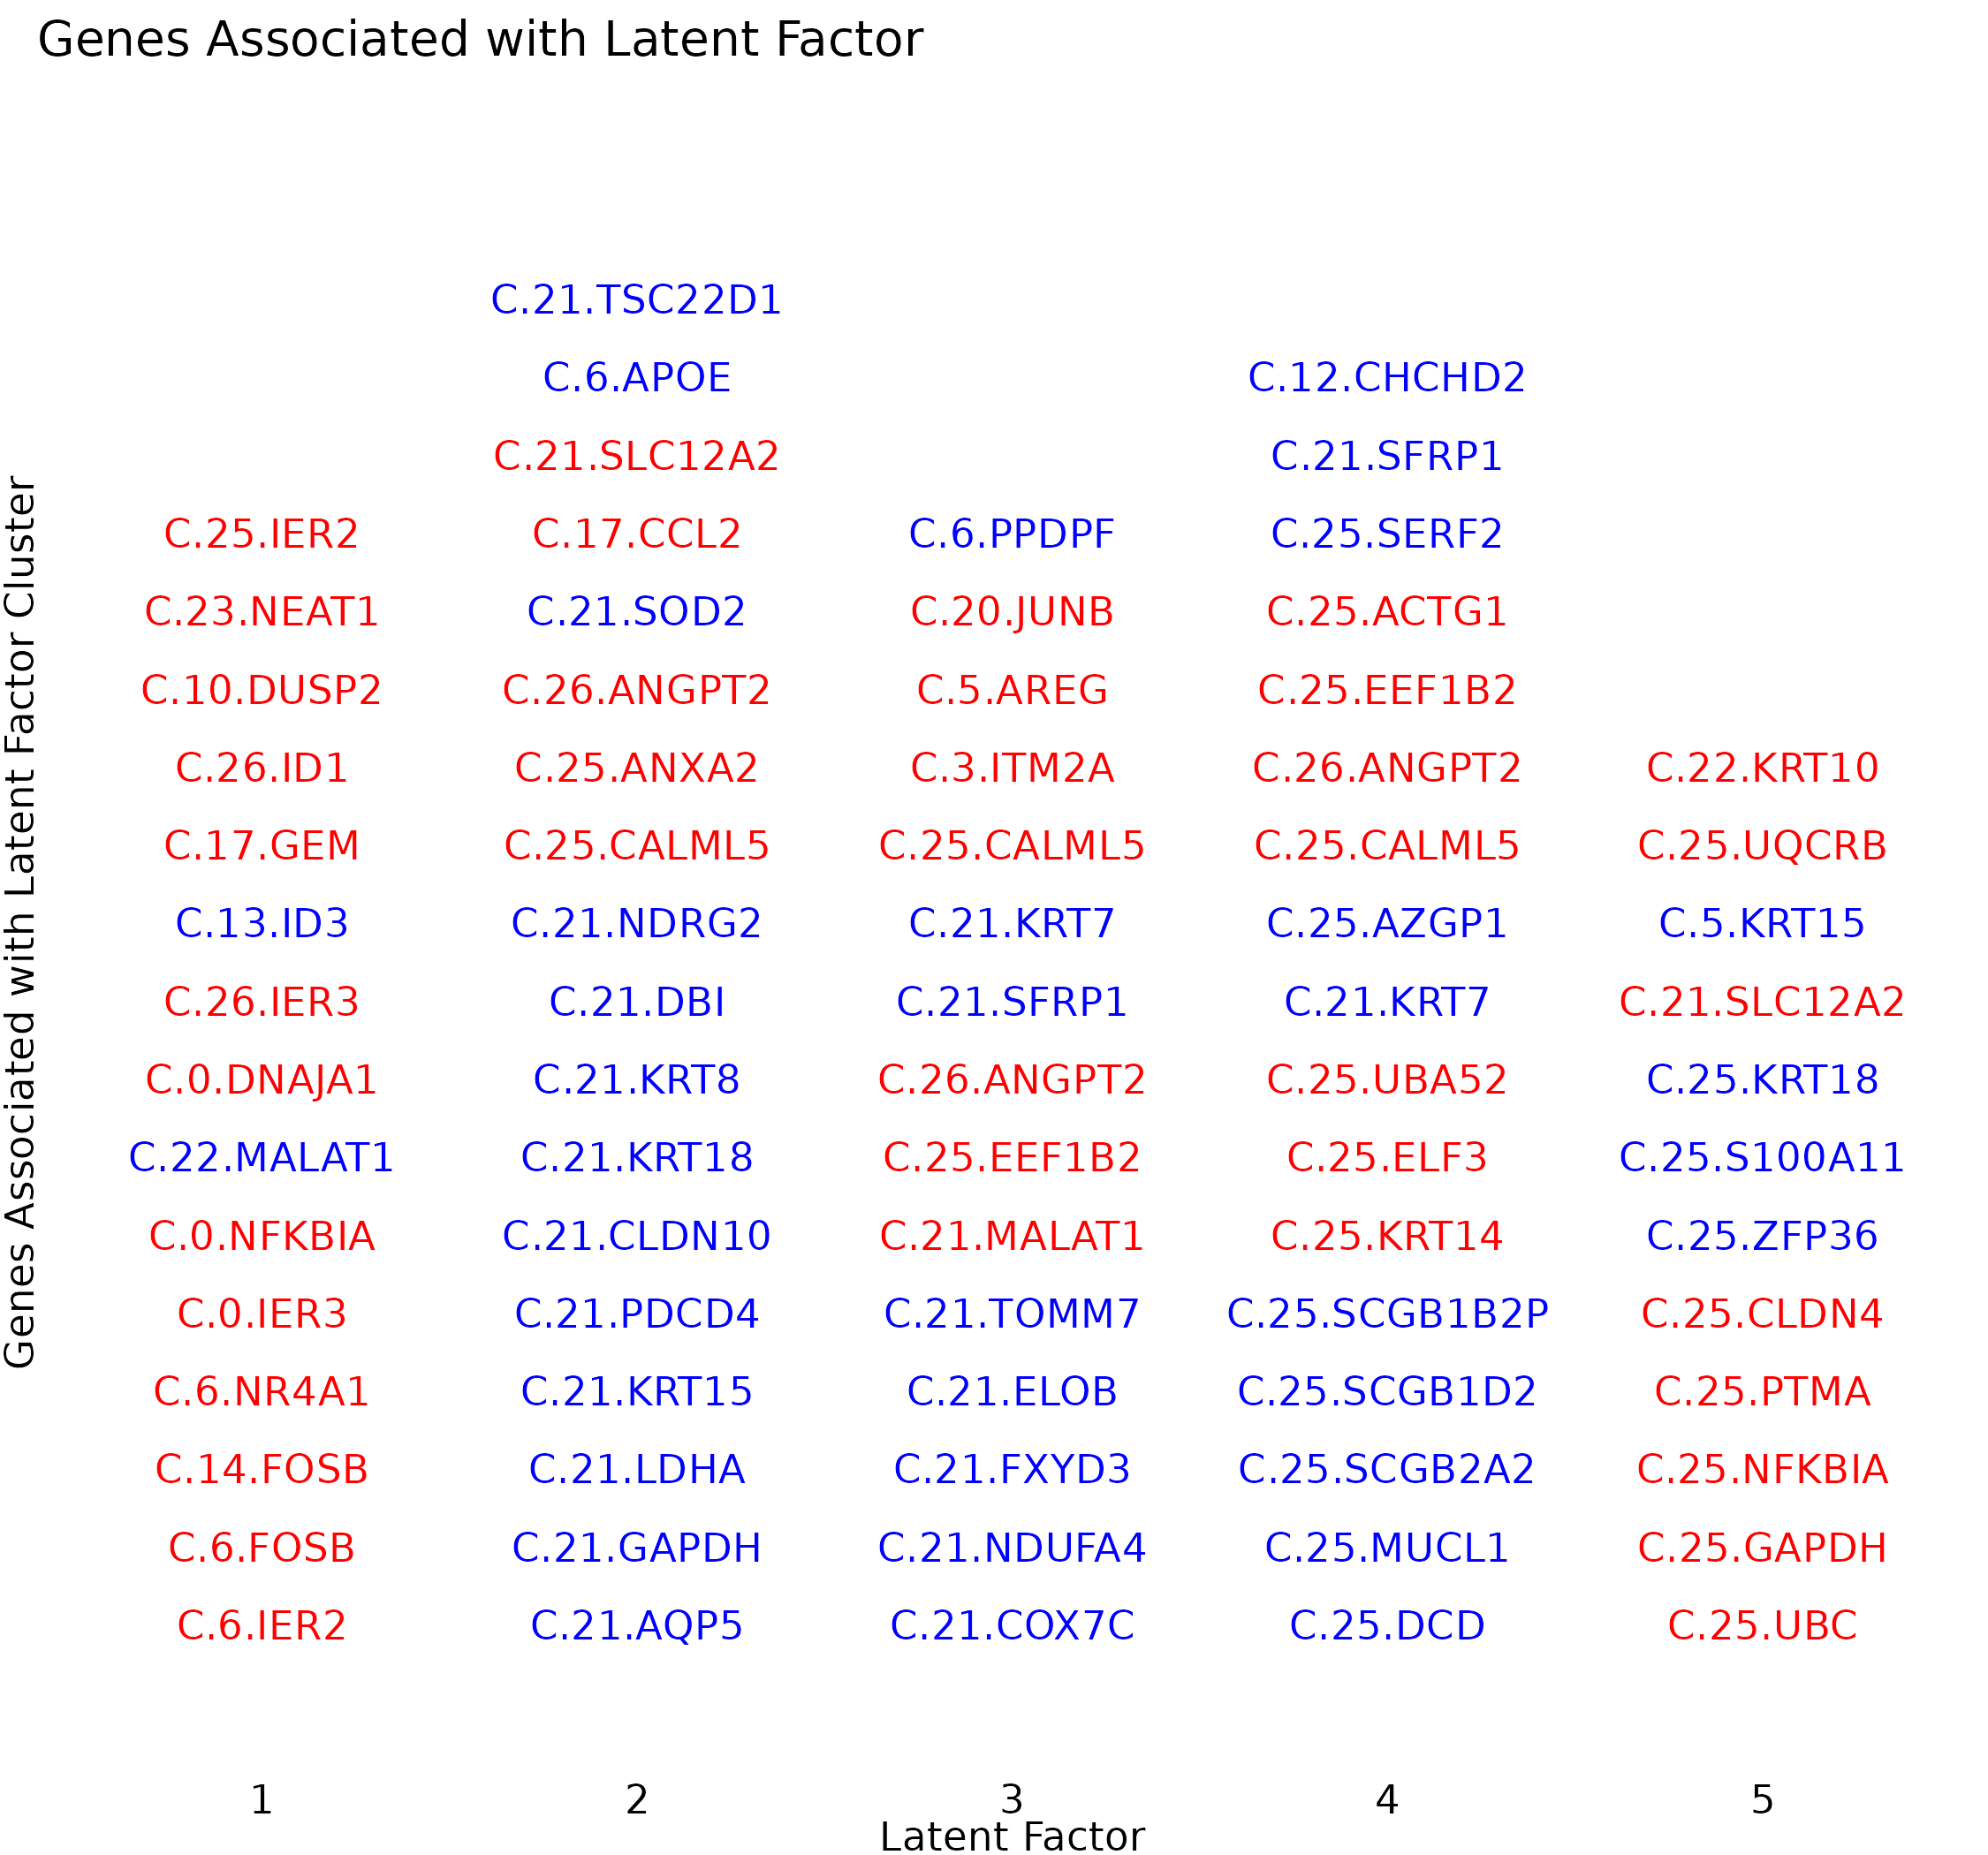 Genes Associated with Latent Factor
Genes Associated with Latent Factor Cluster
C.21.TSC22D1
C.6.APOE C.12.CHCHD2
C.21.SLC12A2 C.21.SFRP1
C.25.IER2 C.17.CCL2 C.6.PPDPF C.25.SERF2
C.23.NEAT1 C.21.SOD2 C.20.JUNB C.25.ACTG1
C.10.DUSP2 C.26.ANGPT2 C.5.AREG C.25.EEF1B2
C.26.ID1 C.25.ANXA2 C.3.ITM2A C.26.ANGPT2 C.22.KRT10
C.17.GEM C.25.CALML5 C.25.CALML5 C.25.CALML5 C.25.UQCRB
C.13.ID3 C.21.NDRG2 C.21.KRT7 C.25.AZGP1 C.5.KRT15
C.26.IER3 C.21.DBI C.21.SFRP1 C.21.KRT7 C.21.SLC12A2
C.0.DNAJA1 C.21.KRT8 C.26.ANGPT2 C.25.UBA52 C.25.KRT18
C.22.MALAT1 C.21.KRT18 C.25.EEF1B2 C.25.ELF3 C.25.S100A11
C.0.NFKBIA C.21.CLDN10 C.21.MALAT1 C.25.KRT14 C.25.ZFP36
C.0.IER3 C.21.PDCD4 C.21.TOMM7 C.25.SCGB1B2P C.25.CLDN4
C.6.NR4A1 C.21.KRT15 C.21.ELOB C.25.SCGB1D2 C.25.PTMA
C.14.FOSB C.21.LDHA C.21.FXYD3 C.25.SCGB2A2 C.25.NFKBIA
C.6.FOSB C.21.GAPDH C.21.NDUFA4 C.25.MUCL1 C.25.GAPDH
C.6.IER2 C.21.AQP5 C.21.COX7C C.25.DCD C.25.UBC
1 2 3 4 5
Latent Factor